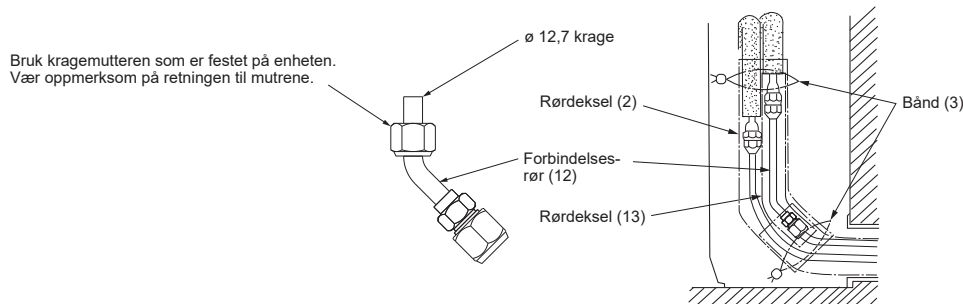 Bruk kragemutteren som er festet på enheten.
Vær oppmerksom på retningen til mutrene.
ø 12,7 krage
Rørdeksel (2)
Bånd (3)
Forbindelses-
rør (12)
Rørdeksel (13)